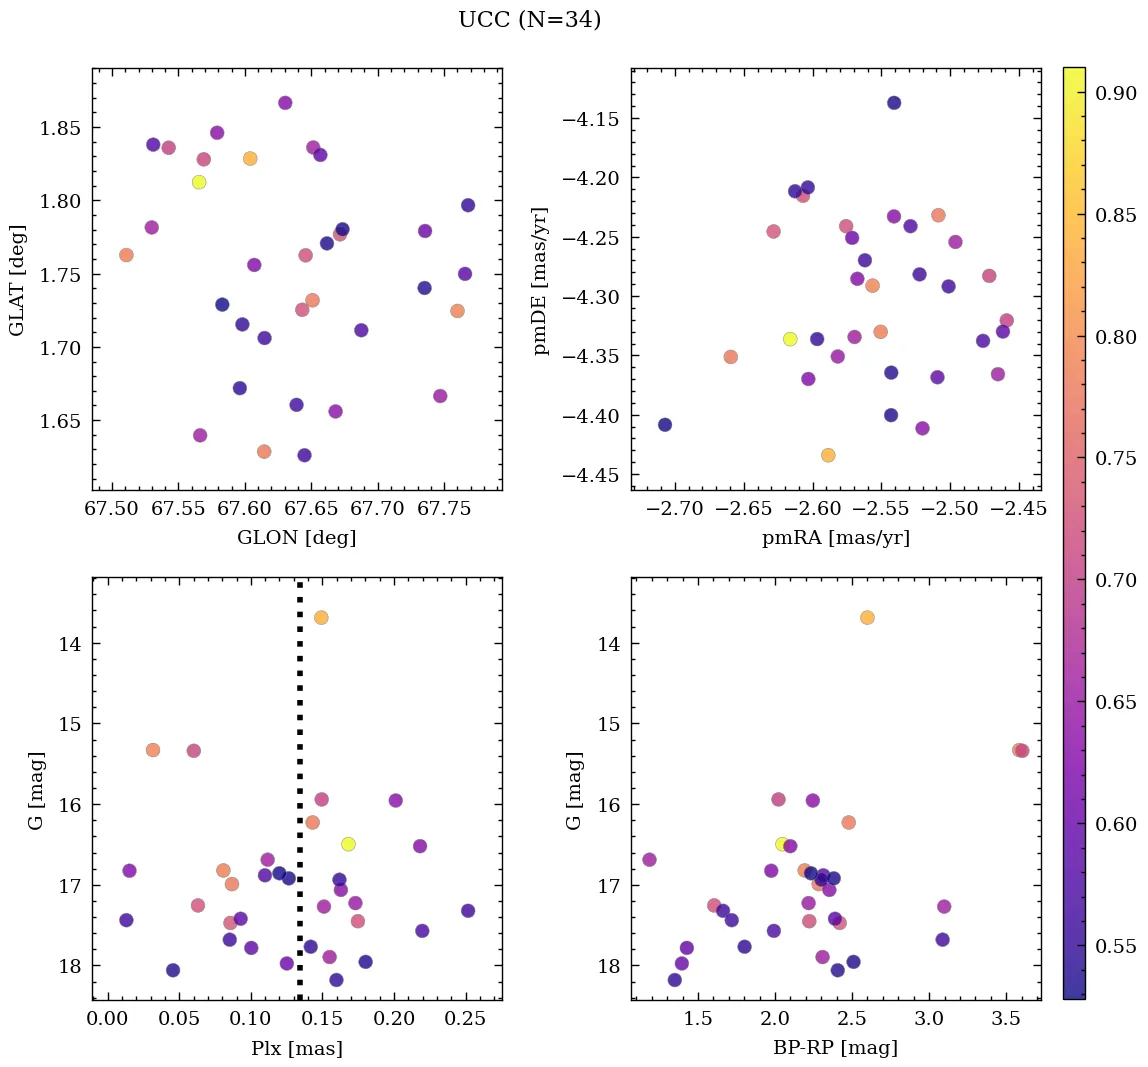 UCC (N=34)
1.85
1.80
1.75
1.70
1.65
GLAT [deg]
67.50 67.55 67.60 67.65 67.70 67.75
GLON [deg]
−4.15
−4.20
−4.25
−4.30
−4.35
−4.40
−4.45
pmDE [mas/yr]
−2.70 −2.65 −2.60 −2.55 −2.50 −2.45
pmRA [mas/yr]
14
15
16
17
18
G [mag]
0.00 0.05 0.10 0.15 0.20 0.25
Plx [mas]
14
15
16
17
18
G [mag]
1.5 2.0 2.5 3.0 3.5
BP-RP [mag]
0.90
0.85
0.80
0.75
0.70
0.65
0.60
0.55